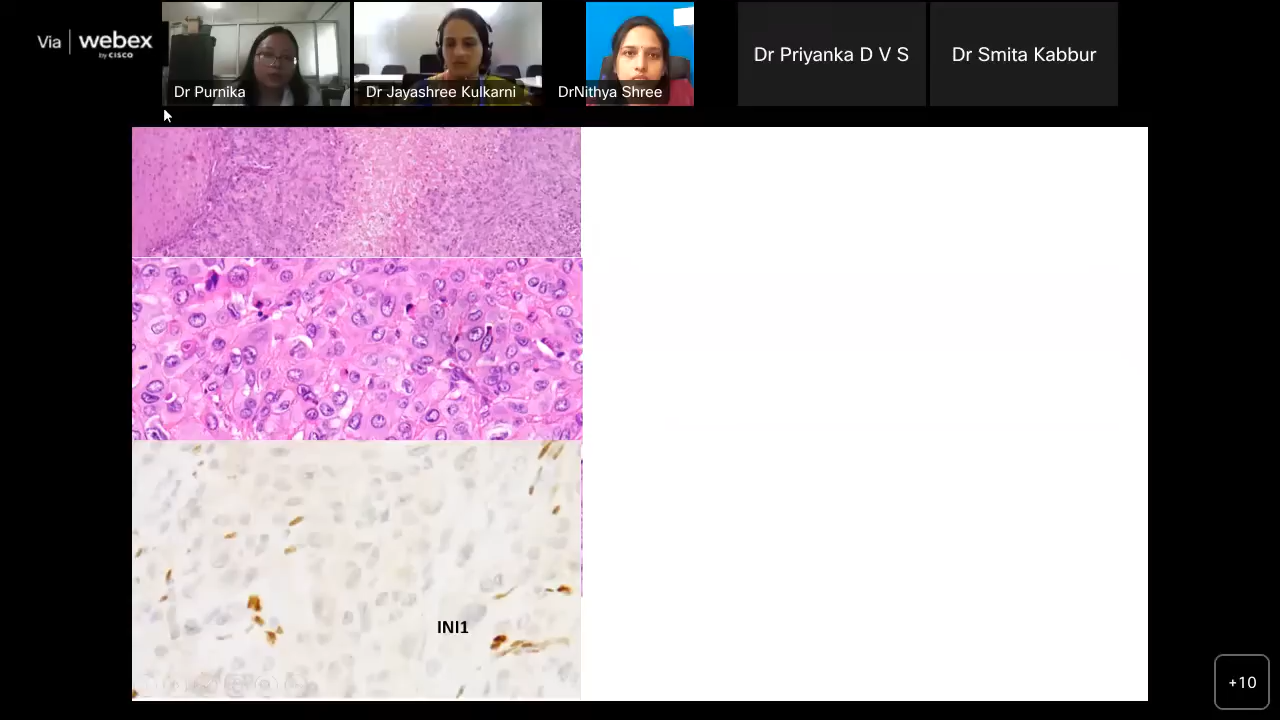 Via | webex
by CISCO
Dr Purnika
Dr Jayashree Kulkarni
DrNithya Shree
Dr Priyanka D V S
Dr Smita Kabbur
INI1
+10